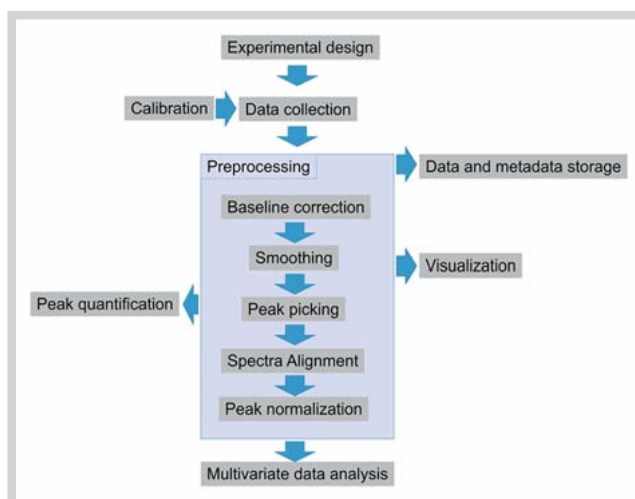 Experimental design
Calibration
Data collection
Preprocessing
Data and metadata storage
Baseline correction
Smoothing
Visualization
Peak quantification
Peak picking
Spectra Alignment
Peak normalization
Multivariate data analysis